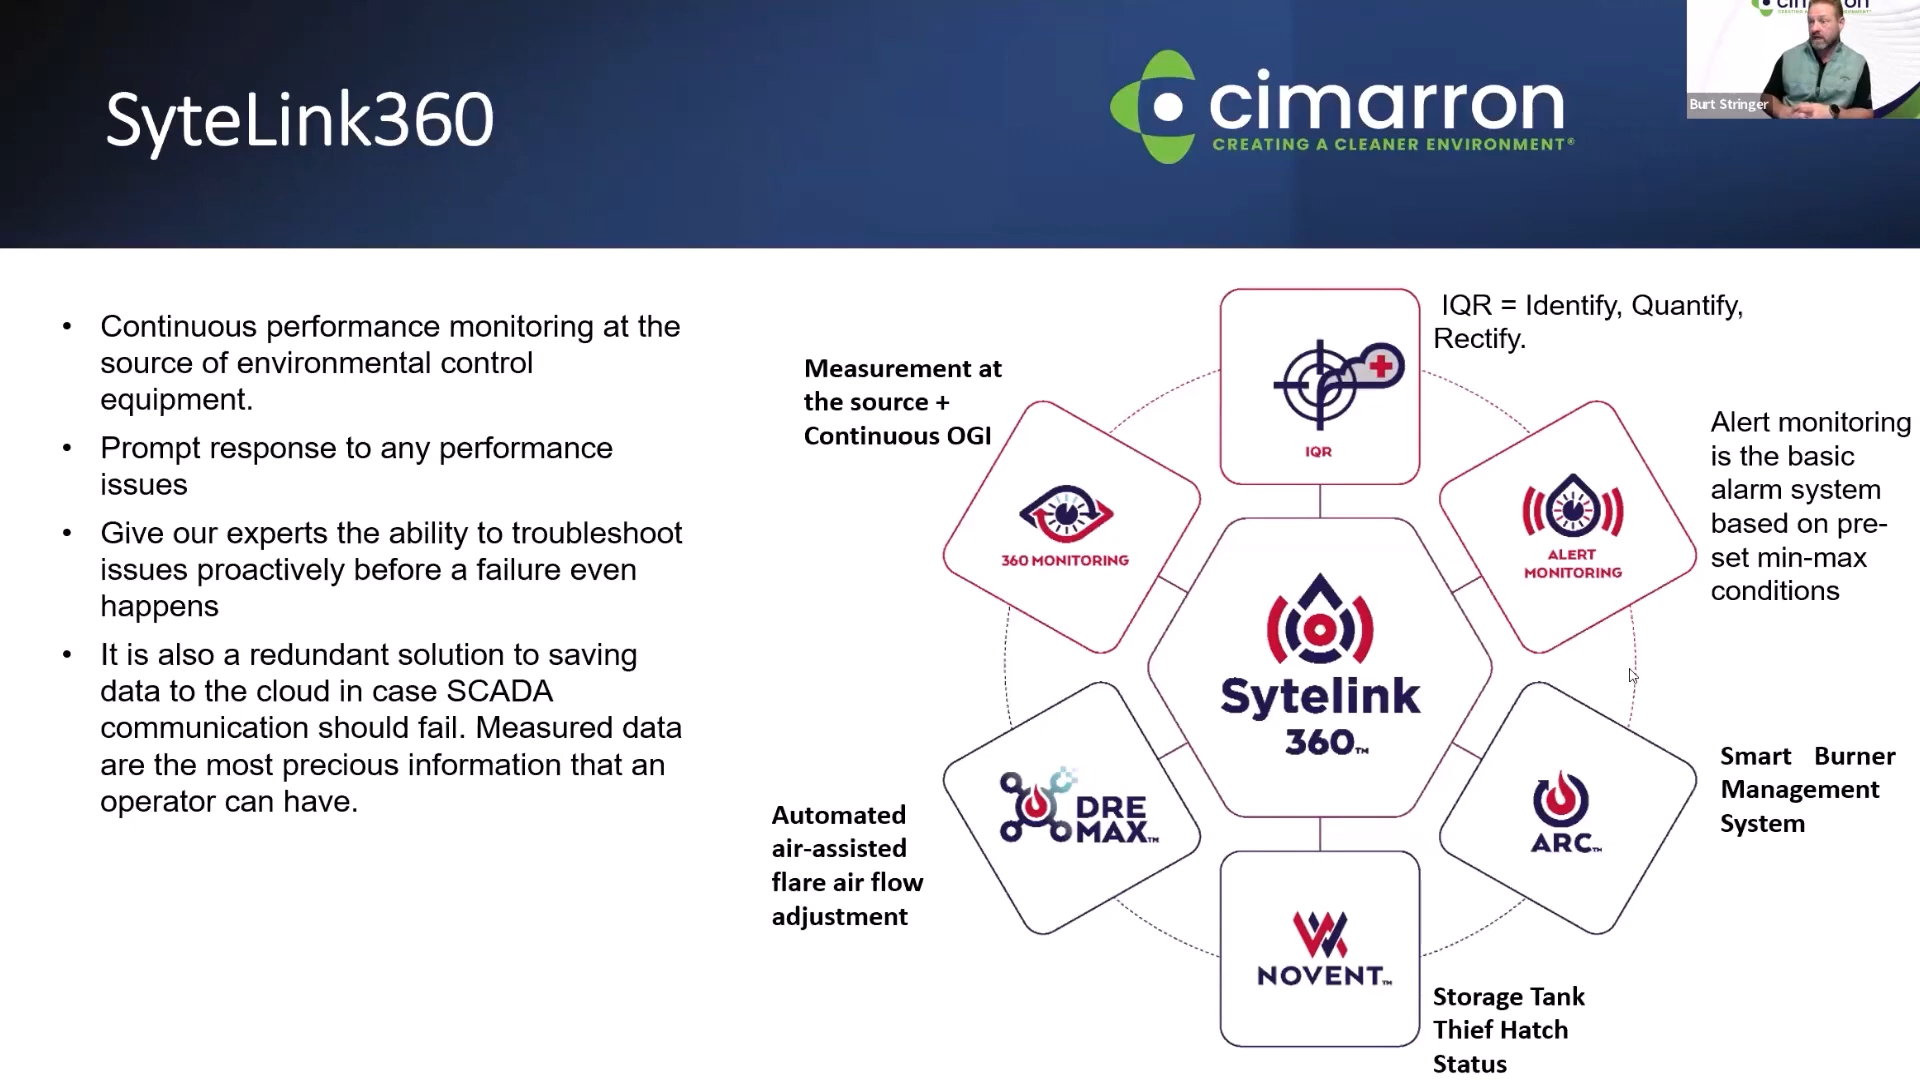 SyteLink360
cimarron
CREATING A CLEANER ENVIRONMENT®
Burt Stringer
• Continuous performance monitoring at the
source of environmental control
equipment.
• Prompt response to any performance
issues
• Give our experts the ability to troubleshoot
issues proactively before a failure even
happens
• It is also a redundant solution to saving
data to the cloud in case SCADA
communication should fail. Measured data
are the most precious information that an
operator can have.
IQR
IQR = Identify, Quantify,
Rectify.
Measurement at
the source +
Continuous OGI
360 MONITORING
ALERT
MONITORING
Alert monitoring
is the basic
alarm system
based on pre-
set min-max
conditions
Sytelink
360™
DRE
MAX™
Automated
air-assisted
flare air flow
adjustment
ARC™
Smart Burner
Management
System
NOVENT™
Storage Tank
Thief Hatch
Status